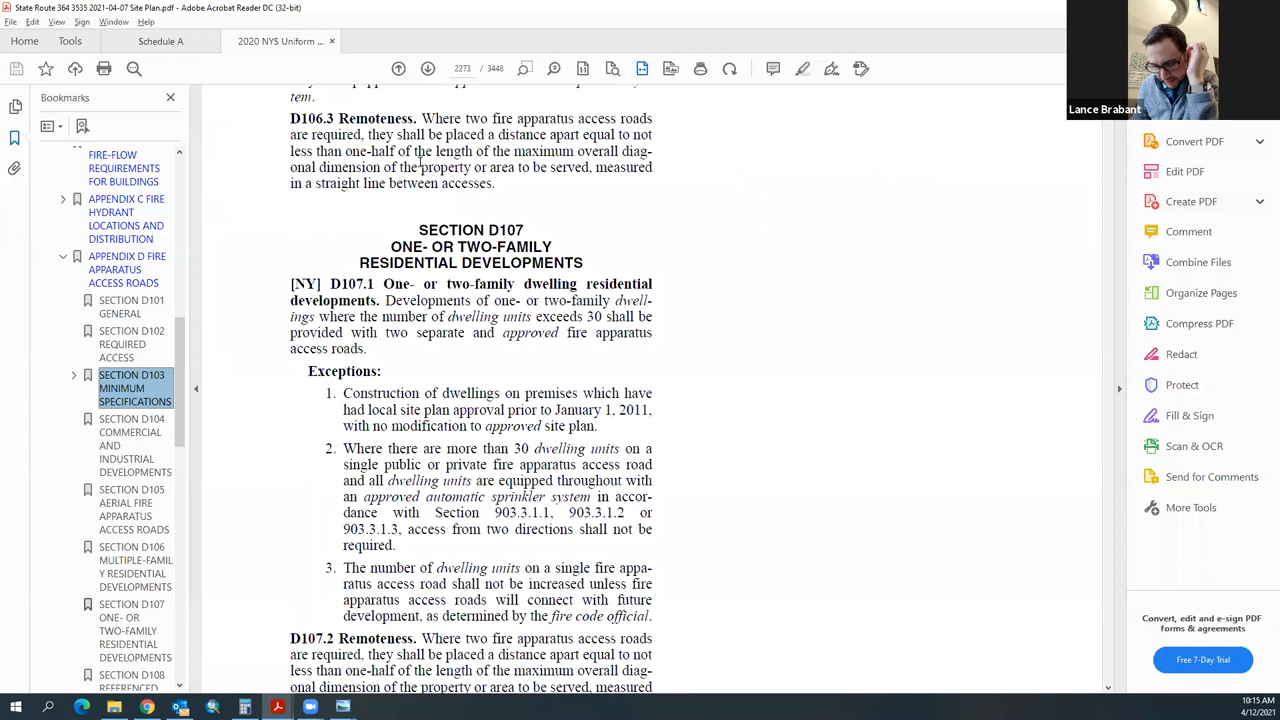 State Route 364 3535 2021-04-07 Site Plan.pdf - Adobe Acrobat Reader DC (32-bit)
File Edit View Sign Window Help
Home Tools Schedule A 2020 NYS Uniform ... ×
2273 / 3448
Lance Brabant
Bookmarks
FIRE-FLOW
REQUIREMENTS
FOR BUILDINGS
APPENDIX C FIRE
HYDRANT
LOCATIONS AND
DISTRIBUTION
APPENDIX D FIRE
APPARATUS
ACCESS ROADS
SECTION D101
GENERAL
SECTION D102
REQUIRED
ACCESS
SECTION D103
MINIMUM
SPECIFICATIONS
SECTION D104
COMMERCIAL
AND
INDUSTRIAL
DEVELOPMENTS
SECTION D105
AERIAL FIRE
APPARATUS
ACCESS ROADS
SECTION D106
MULTIPLE-FAMIL
Y RESIDENTIAL
DEVELOPMENTS
SECTION D107
ONE- OR
TWO-FAMILY
RESIDENTIAL
DEVELOPMENTS
SECTION D108
REFERENCED
tem.
D106.3 Remoteness. Where two fire apparatus access roads
are required, they shall be placed a distance apart equal to not
less than one-half of the length of the maximum overall diag-
onal dimension of the property or area to be served, measured
in a straight line between accesses.
SECTION D107
ONE- OR TWO-FAMILY
RESIDENTIAL DEVELOPMENTS
[NY] D107.1 One- or two-family dwelling residential
developments. Developments of one- or two-family dwell-
ings where the number of dwelling units exceeds 30 shall be
provided with two separate and approved fire apparatus
access roads.
Exceptions:
1. Construction of dwellings on premises which have
had local site plan approval prior to January 1, 2011,
with no modification to approved site plan.
2. Where there are more than 30 dwelling units on a
single public or private fire apparatus access road
and all dwelling units are equipped throughout with
an approved automatic sprinkler system in accor-
dance with Section 903.3.1.1, 903.3.1.2 or
903.3.1.3, access from two directions shall not be
required.
3. The number of dwelling units on a single fire appa-
ratus access road shall not be increased unless fire
apparatus access roads will connect with future
development, as determined by the fire code official.
D107.2 Remoteness. Where two fire apparatus access roads
are required, they shall be placed a distance apart equal to not
less than one-half of the length of the maximum overall diag-
onal dimension of the property or area to be served, measured
Convert PDF
Edit PDF
Create PDF
Comment
Combine Files
Organize Pages
Compress PDF
Redact
Protect
Fill & Sign
Scan & OCR
Send for Comments
More Tools
Convert, edit and e-sign PDF
forms & agreements
Free 7-Day Trial
10:15 AM
4/12/2021